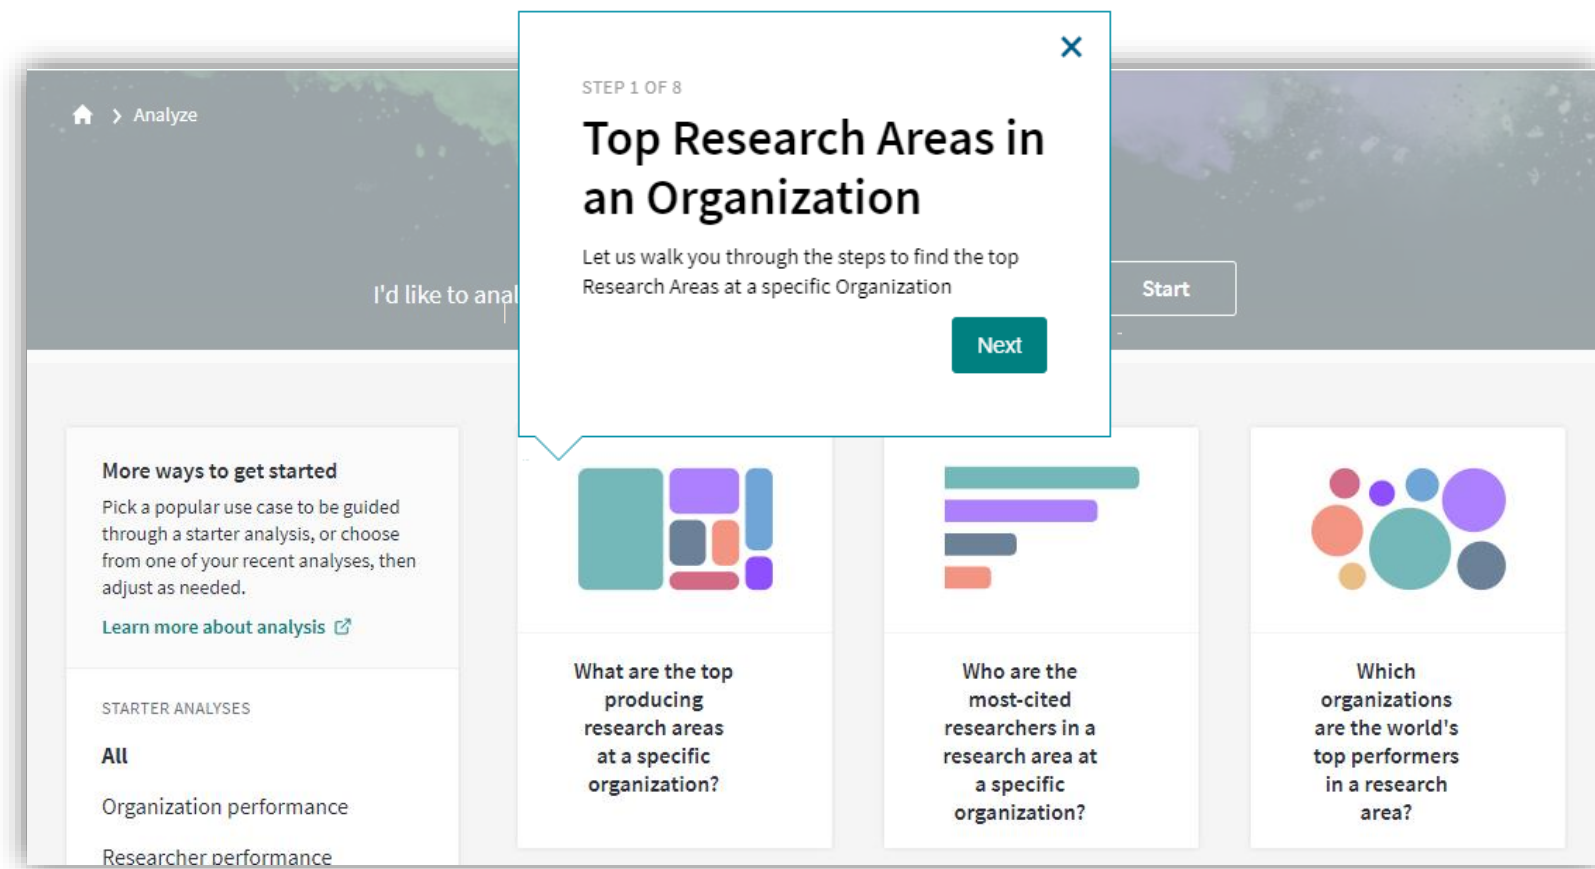 STEP 1 OF 8
Top Research Areas in
an Organization
Let us walk you through the steps to find the top
Research Areas at a specific Organization
Next
Analyze
I'd like to anal
Start
More ways to get started
Pick a popular use case to be guided
through a starter analysis, or choose
from one of your recent analyses, then
adjust as needed.
Learn more about analysis
STARTER ANALYSES
All
Organization performance
Researcher performance
What are the top
producing
research areas
at a specific
organization?
Who are the
most-cited
researchers in a
research area at
a specific
organization?
Which
organizations
are the world's
top performers
in a research
area?